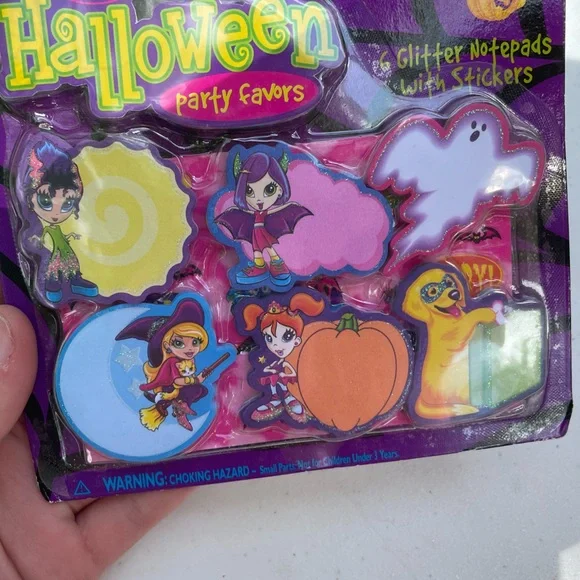 Halloween
party favors
6 Glitter Notepads
with Stickers
WARNING: CHOKING HAZARD – Small Parts. Not for Children Under 3 Years.